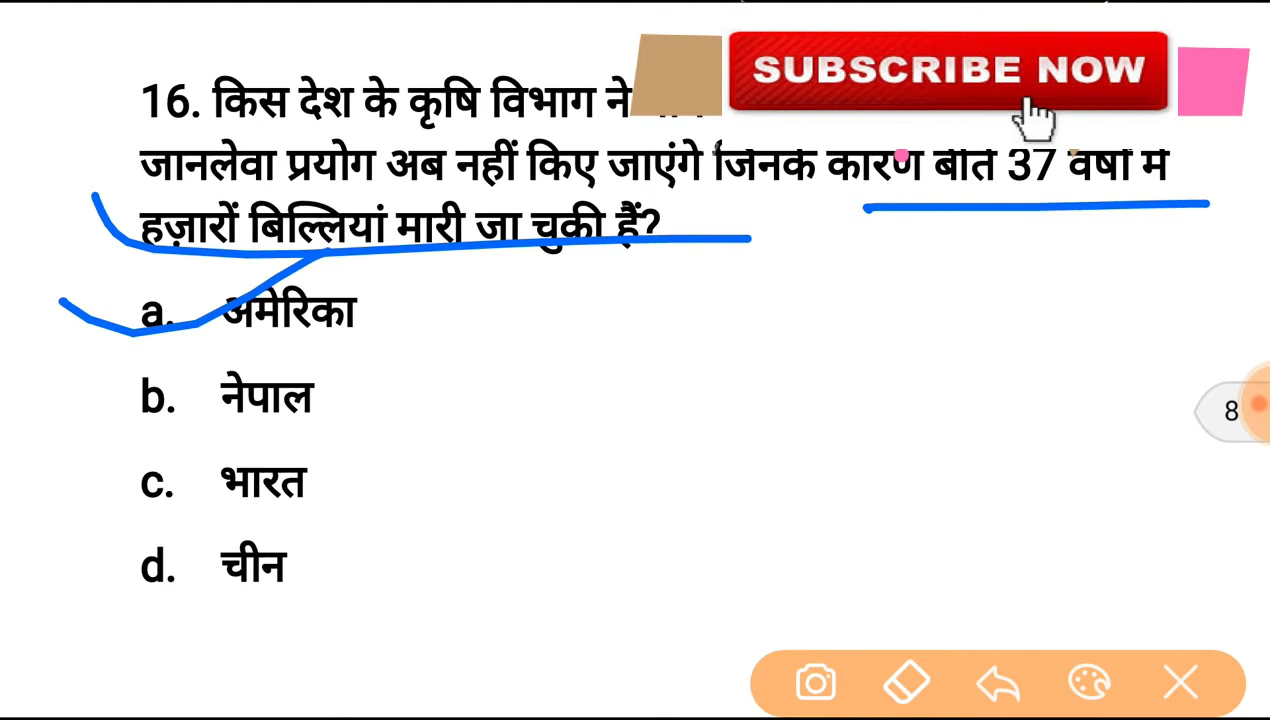 SUBSCRIBE NOW
16. किस देश के कृषि विभाग ने
जानलेवा प्रयोग अब नहीं किए जाएंगे जिनके कारण बीते 37 वर्षों में
हज़ारों बिल्लियां मारी जा चुकी हैं?
a. अमेरिका
b. नेपाल
8
c. भारत
d. चीन